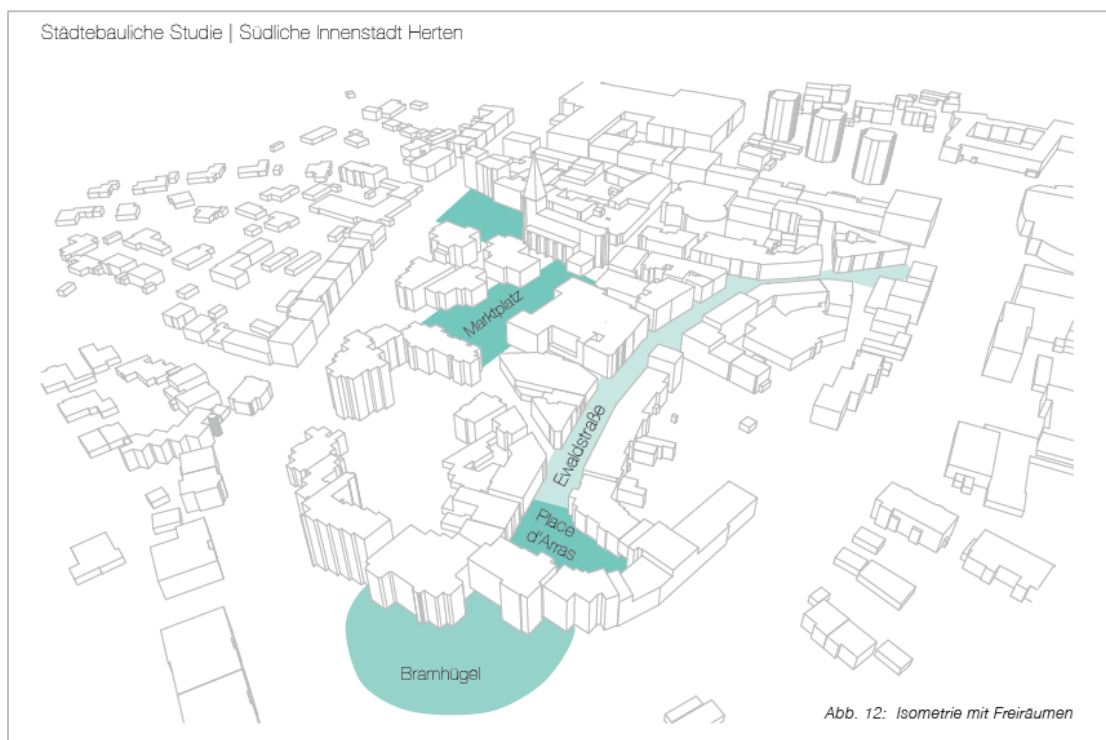 Städtebauliche Studie | Südliche Innenstadt Herten
Marktplatz
Ewaldstraße
Place
d'Arras
Bramhügel
Abb. 12: Isometrie mit Freiräumen